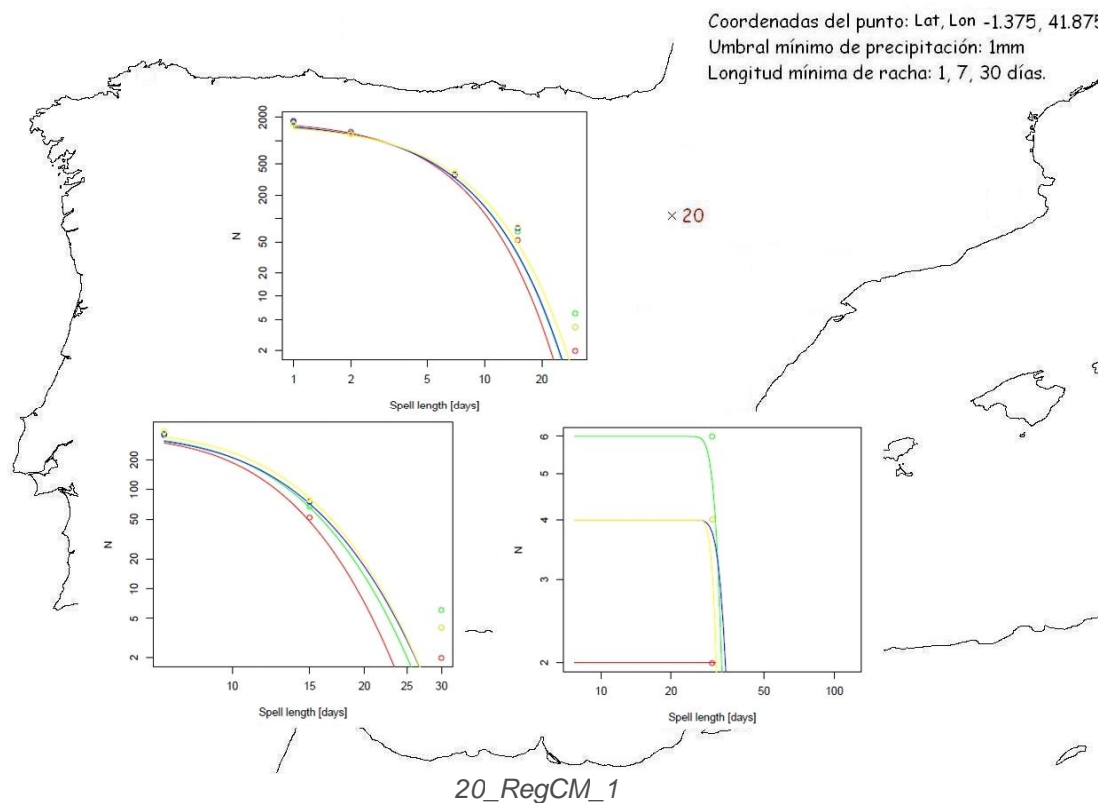 Coordenadas del punto: Lat, Lon -1.375, 41.875
Umbral mínimo de precipitación: 1mm
Longitud mínima de racha: 1, 7, 30 días.
2000
500
200
50
20
10
5
2
N
1 2 5 10 20
Spell length [days]
× 20
200
100
50
20
10
5
2
N
10 15 20 25 30
Spell length [days]
6
5
4
3
2
N
10 20 50 100
Spell length [days]
20_RegCM_1